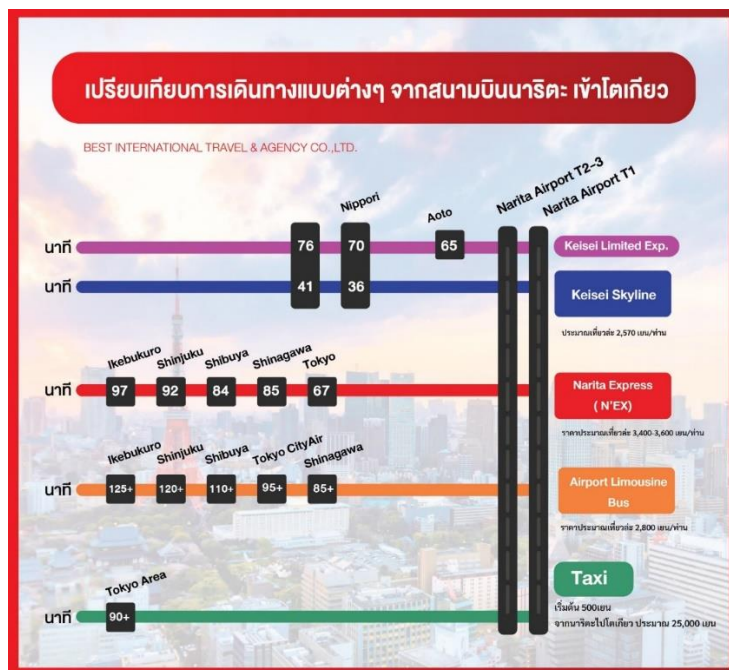 เปรียบเทียบการเดินทางแบบต่างๆ จากสนามบินนาริตะ เข้าโตเกียว
BEST INTERNATIONAL TRAVEL & AGENCY CO.,LTD.
Narita Airport T2-3
Narita Airport T1
Nippori
Aoto
นาที 76 70 65 Keisei Limited Exp.
นาที 41 36 Keisei Skyline
ประมาณเที่ยวละ 2,570 เยน/ท่าน
Ikebukuro Shinjuku Shibuya Shinagawa Tokyo
นาที 97 92 84 85 67 Narita Express
( N'EX)
ราคาประมาณเที่ยวละ 3,400-3,600 เยน/ท่าน
Ikebukuro Shinjuku Shibuya Tokyo CityAir Shinagawa
นาที 125+ 120+ 110+ 95+ 85+ Airport Limousine
Bus
ราคาประมาณเที่ยวละ 2,800 เยน/ท่าน
Tokyo Area
นาที 90+ Taxi
เริ่มต้น 500เยน
จากนาริตะไปโตเกียว ประมาณ 25,000 เยน